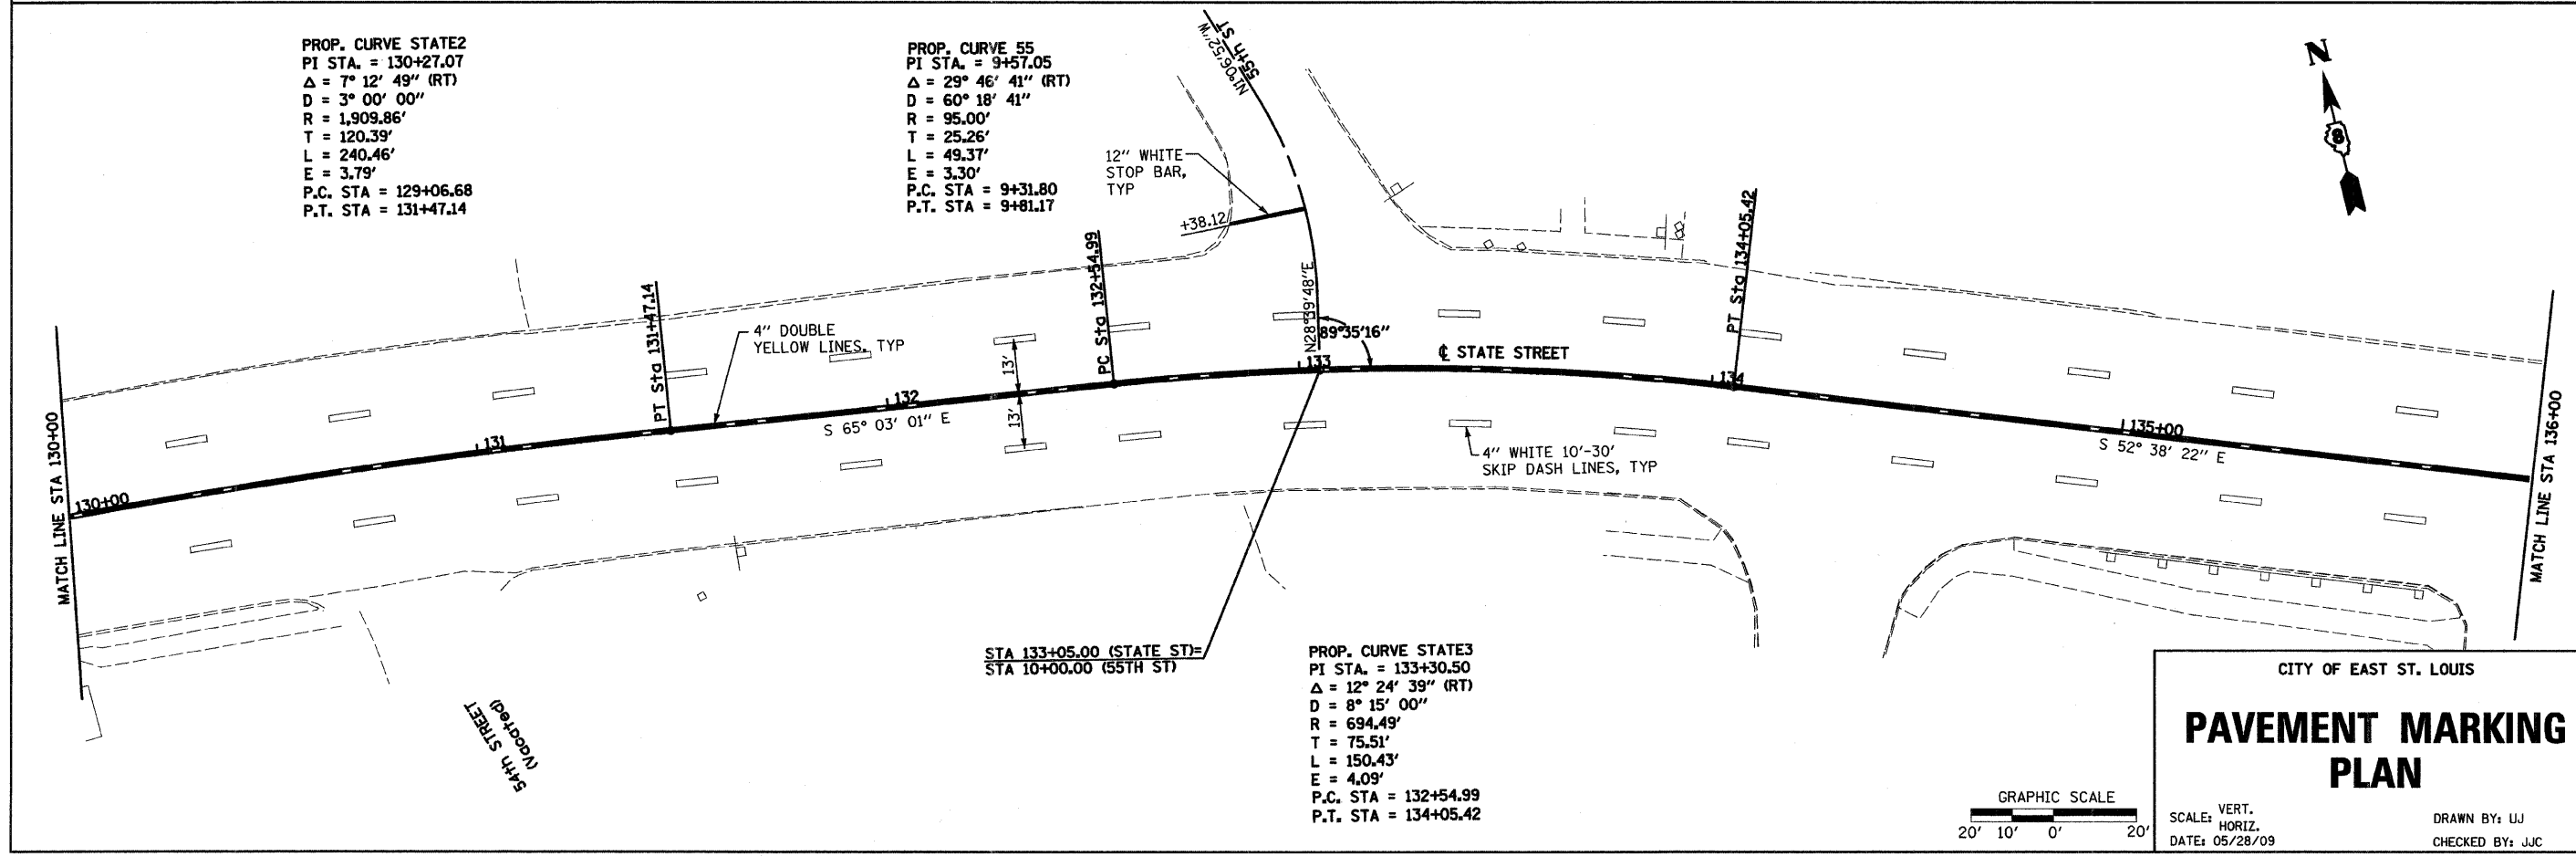 PROP. CURVE STATE2
PI STA. = 130+27.07
Δ = 7° 12' 49" (RT)
D = 3° 00' 00"
R = 1,909.86'
T = 120.39'
L = 240.46'
E = 3.79'
P.C. STA = 129+06.68
P.T. STA = 131+47.14
PROP. CURVE 55
PI STA. = 9+57.05
Δ = 29° 46' 41" (RT)
D = 60° 18' 41"
R = 95.00'
T = 25.26'
L = 49.37'
E = 3.30'
P.C. STA = 9+31.80
P.T. STA = 9+81.17
N1°06'52"W
55th ST
12" WHITE
STOP BAR,
TYP
+38.12
N
8
MATCH LINE STA 130+00
130+00
131
PT Sta 131+47.14
4" DOUBLE
YELLOW LINES, TYP
132
S 65° 03' 01" E
13'
13'
PC Sta 132+54.99
N28°39'48"E
89°35'16"
133
℄ STATE STREET
PT Sta 134+05.42
134
4" WHITE 10'-30'
SKIP DASH LINES, TYP
135+00
S 52° 38' 22" E
MATCH LINE STA 136+00
54th STREET
(Vacated)
STA 133+05.00 (STATE ST)=
STA 10+00.00 (55TH ST)
PROP. CURVE STATE3
PI STA. = 133+30.50
Δ = 12° 24' 39" (RT)
D = 8° 15' 00"
R = 694.49'
T = 75.51'
L = 150.43'
E = 4.09'
P.C. STA = 132+54.99
P.T. STA = 134+05.42
GRAPHIC SCALE
20' 10' 0' 20'
CITY OF EAST ST. LOUIS
PAVEMENT MARKING
PLAN
SCALE: VERT.
HORIZ.
DATE: 05/28/09
DRAWN BY: UJ
CHECKED BY: JJC